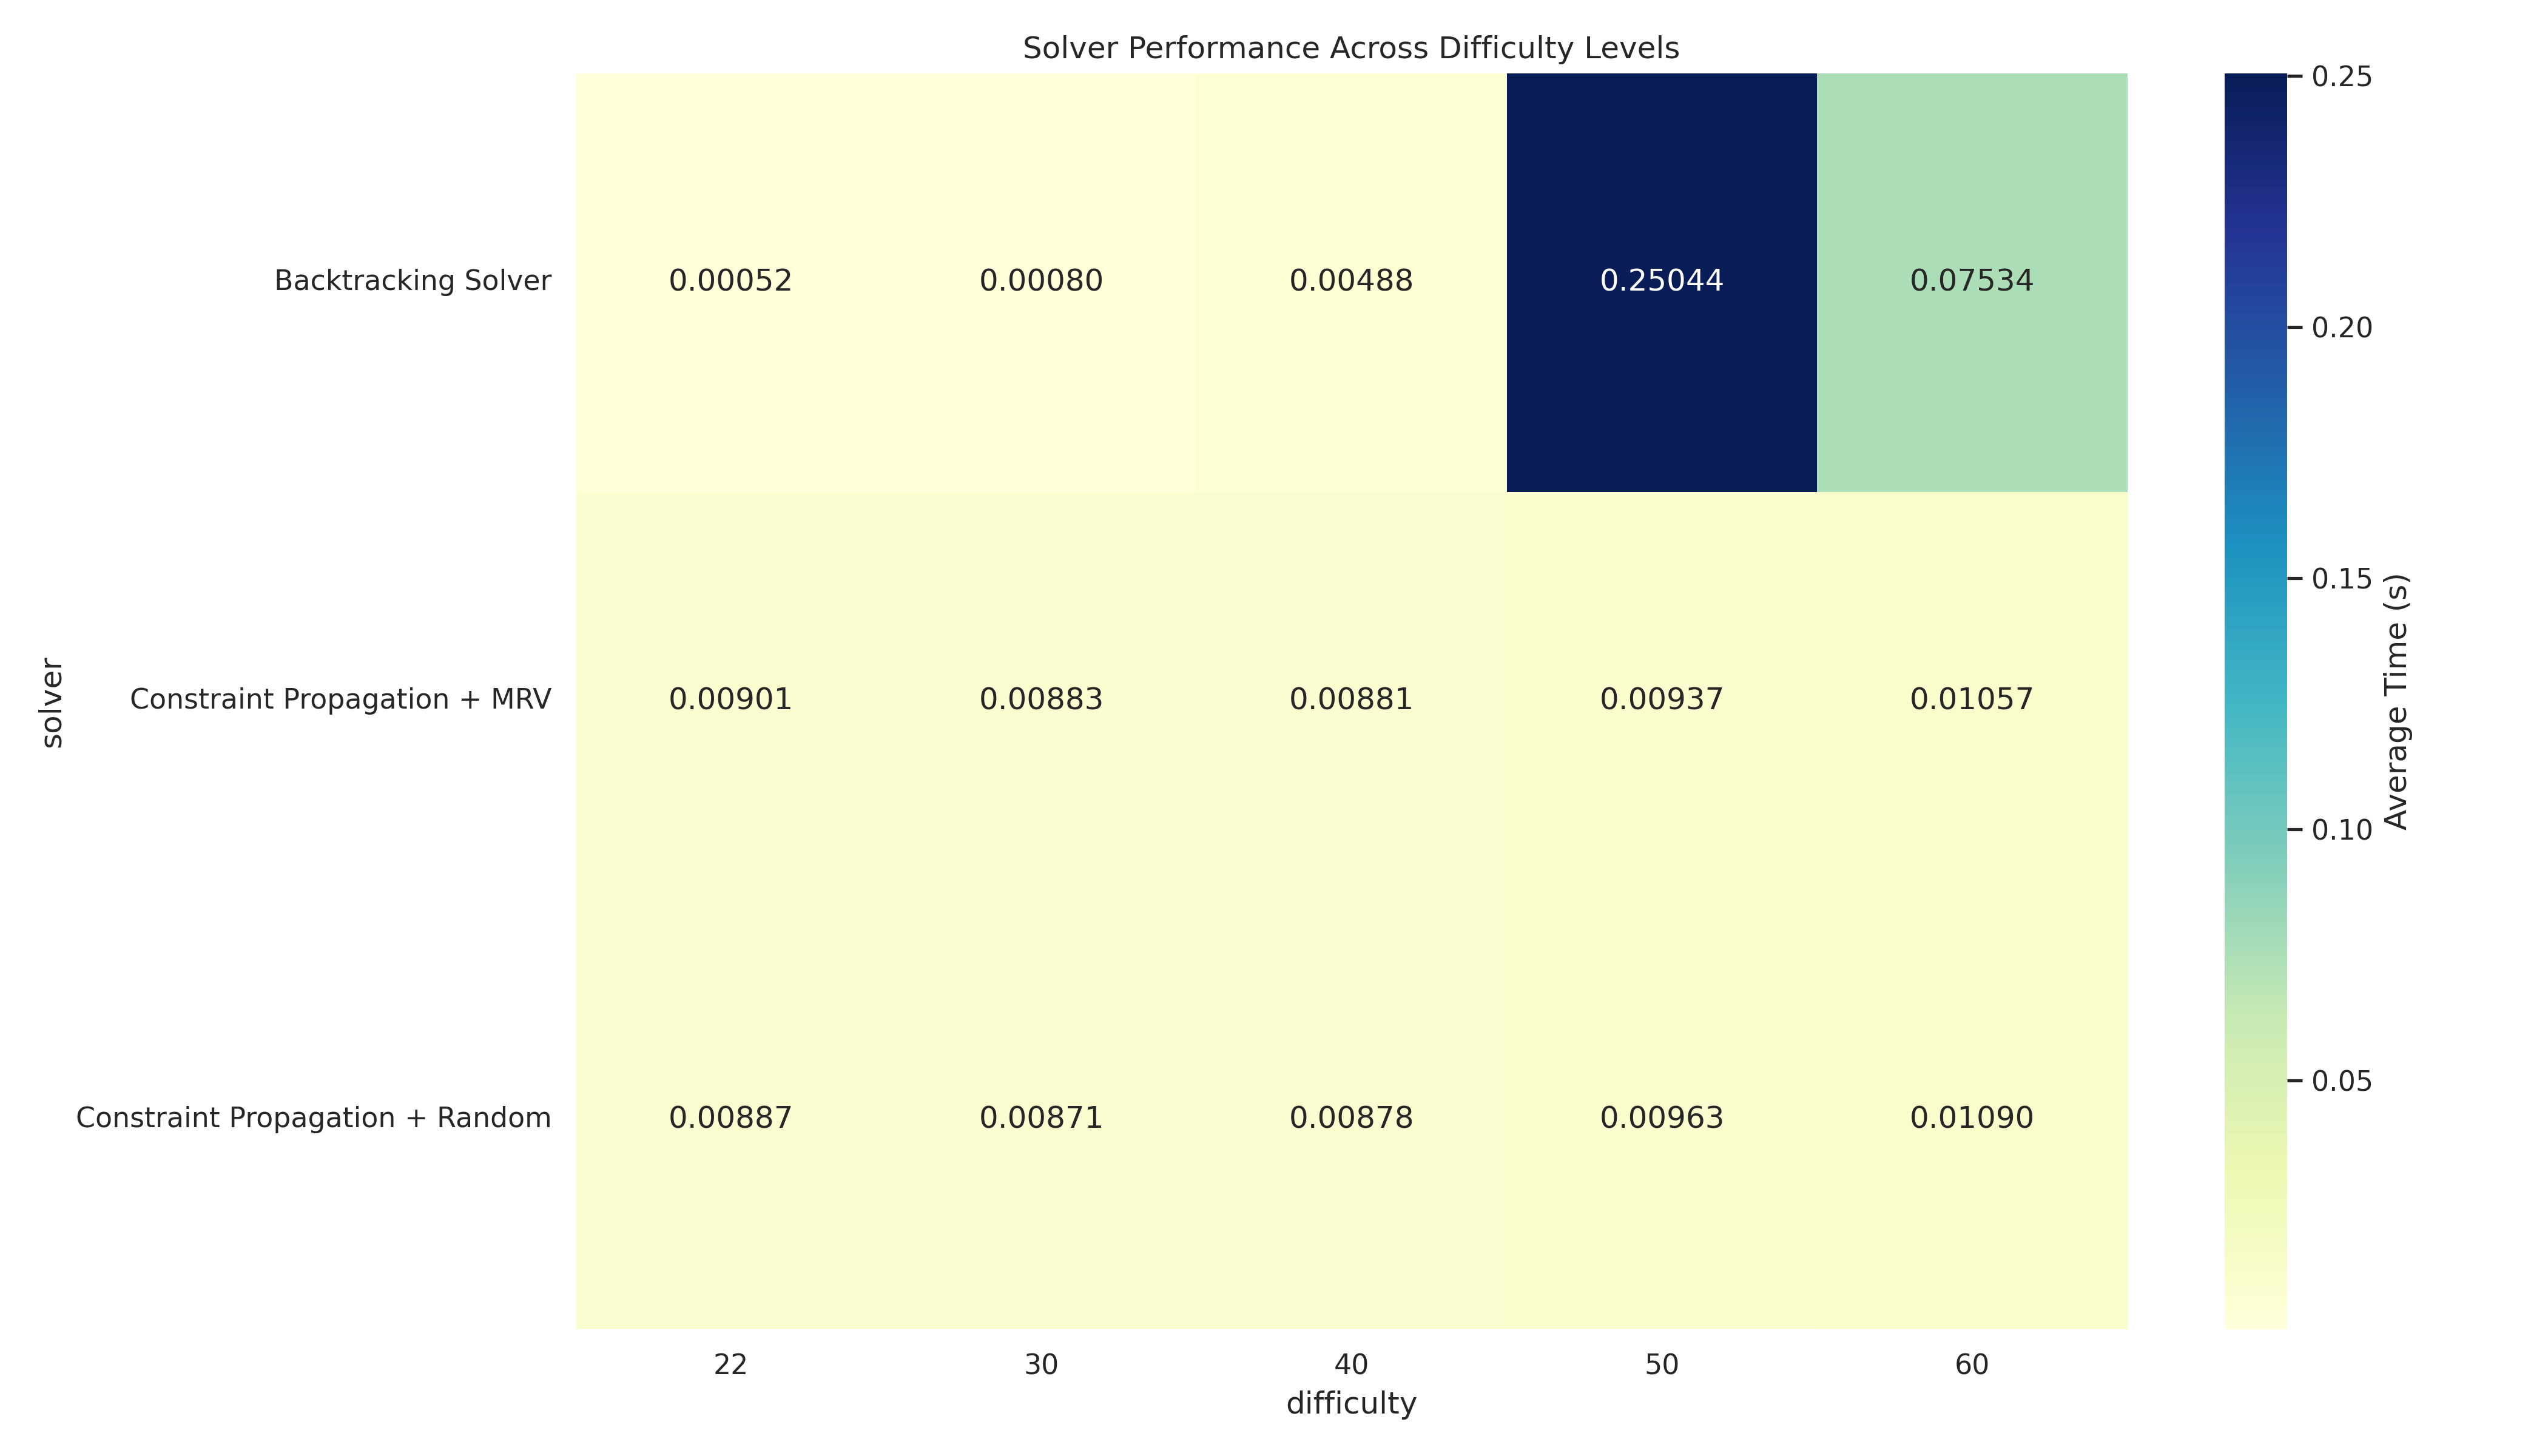 Solver Performance Across Difficulty Levels
solver
Backtracking Solver 0.00052 0.00080 0.00488 0.25044 0.07534
Constraint Propagation + MRV 0.00901 0.00883 0.00881 0.00937 0.01057
Constraint Propagation + Random 0.00887 0.00871 0.00878 0.00963 0.01090
22 30 40 50 60
difficulty
0.25
0.20
0.15
0.10
0.05
Average Time (s)